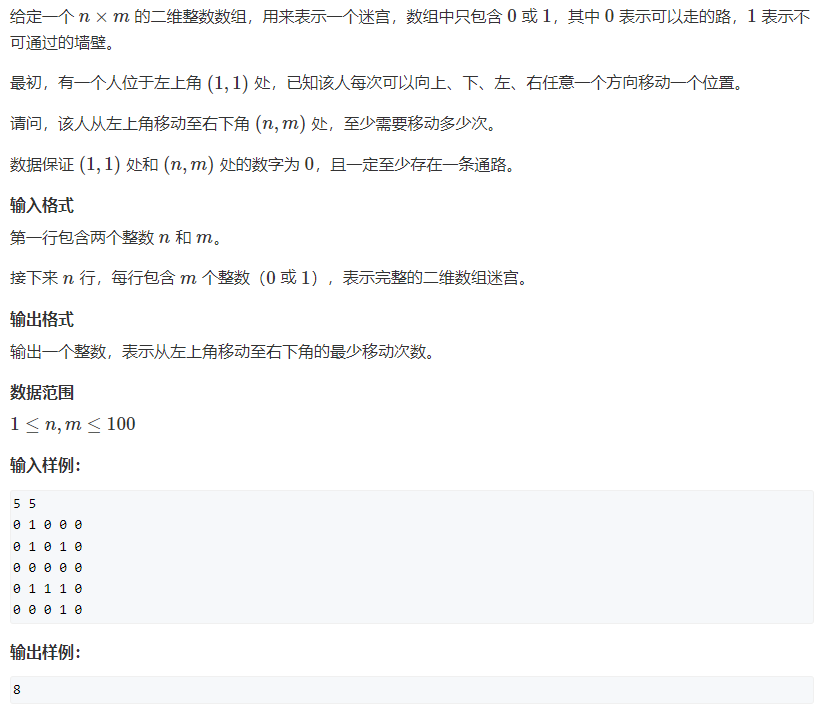 给定一个 n × m 的二维整数数组，用来表示一个迷宫，数组中只包含 0 或 1，其中 0 表示可以走的路，1 表示不
可通过的墙壁。
最初，有一个人位于左上角 (1, 1) 处，已知该人每次可以向上、下、左、右任意一个方向移动一个位置。
请问，该人从左上角移动至右下角 (n, m) 处，至少需要移动多少次。
数据保证 (1, 1) 处和 (n, m) 处的数字为 0，且一定至少存在一条通路。
输入格式
第一行包含两个整数 n 和 m。
接下来 n 行，每行包含 m 个整数（0 或 1），表示完整的二维数组迷宫。
输出格式
输出一个整数，表示从左上角移动至右下角的最少移动次数。
数据范围
1 ≤ n, m ≤ 100
输入样例：
5 5
0 1 0 0 0
0 1 0 1 0
0 0 0 0 0
0 1 1 1 0
0 0 0 1 0
输出样例：
8